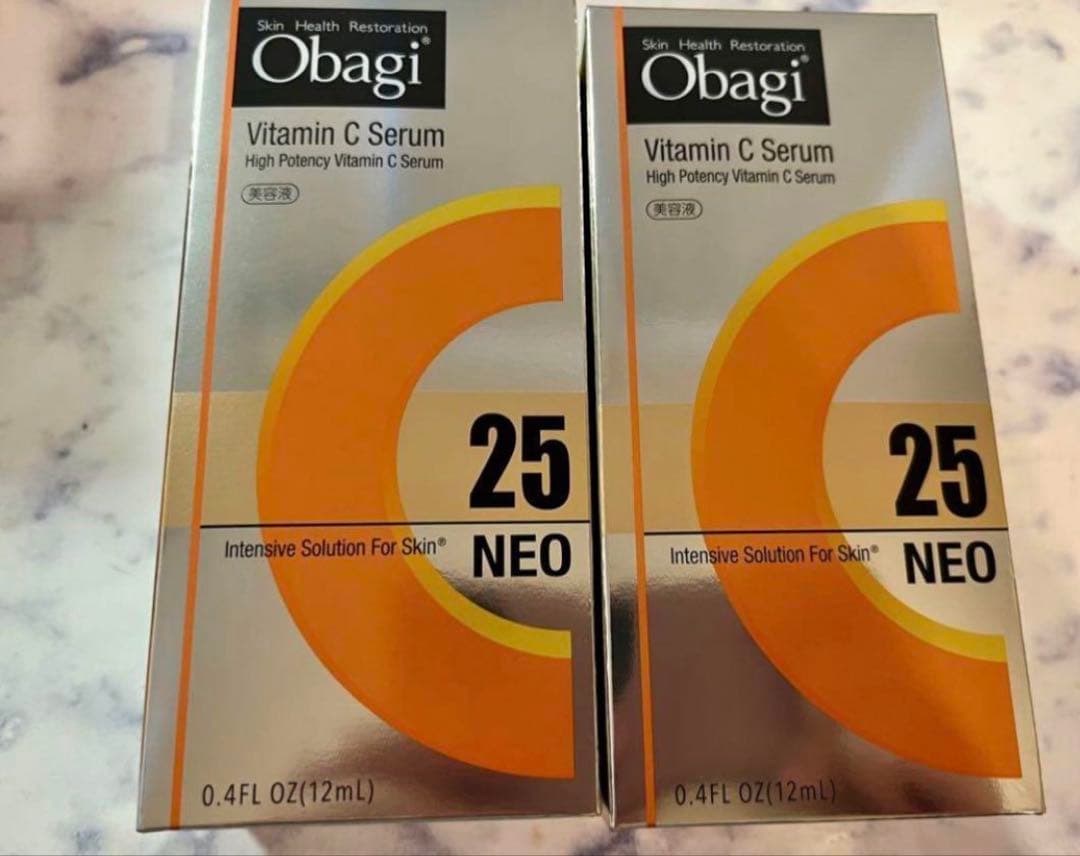 Skin Health Restoration
Obagi®
Vitamin C Serum
High Potency Vitamin C Serum
美容液
25
Intensive Solution For Skin®
NEO
0.4FL OZ(12mL)
Skin Health Restoration
Obagi®
Vitamin C Serum
High Potency Vitamin C Serum
美容液
25
Intensive Solution For Skin®
NEO
0.4FL OZ(12mL)